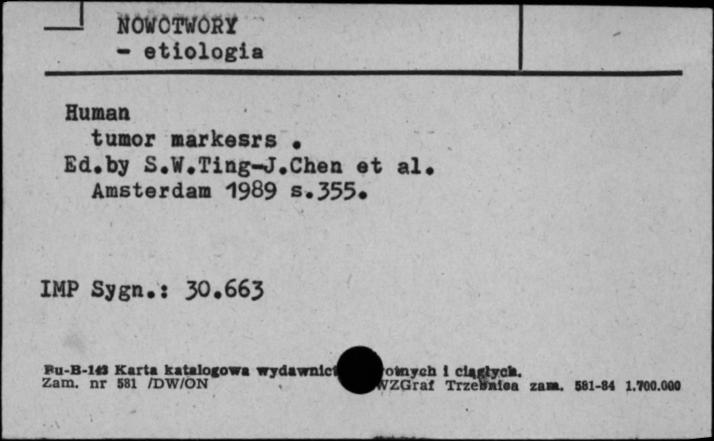 NOWOTWORY
- etiologia
Human
tumor markesrs .
Ed.by S.W.Ting-J.Chen et al.
Amsterdam 1989 s.355.
IMP Sygn.: 30.663
Pu-B-143 Karta katalogowa wydawnict otnych i ciągłych.
Zam. nr 581 /DW/ON WZGraf Trzebnica zam. 581-84 1.700.000